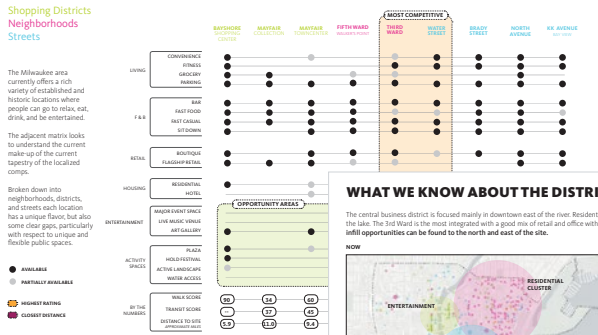 Shopping Districts
Neighborhoods
Streets
The Milwaukee area
currently offers a rich
variety of established and
historic locations where
people can go to relax, eat,
drink, and be entertained.
The adjacent matrix looks
to understand the current
make-up of the current
tapestry of the localized
comps.
Broken down into
neighborhoods, districts,
and streets each location
has a unique flavor, but also
some clear gaps, particularly
with respect to unique and
flexible public spaces.
AVAILABLE
PARTIALLY AVAILABLE
HIGHEST RATING
CLOSEST DISTANCE
MOST COMPETITIVE
BAYSHORE
SHOPPING
CENTER
MAYFAIR
COLLECTION
MAYFAIR
TOWNCENTER
FIFTH WARD
WALKER'S POINT
THIRD
WARD
WATER
STREET
BRADY
STREET
NORTH
AVENUE
KK AVENUE
BAY VIEW
LIVING
CONVENIENCE
FITNESS
GROCERY
PARKING
F & B
BAR
FAST FOOD
FAST CASUAL
SIT DOWN
RETAIL
BOUTIQUE
FLAGSHIP RETAIL
HOUSING
RESIDENTIAL
HOTEL
OPPORTUNITY AREAS
ENTERTAINMENT
MAJOR EVENT SPACE
LIVE MUSIC VENUE
ART GALLERY
ACTIVITY
SPACES
PLAZA
HOLD FESTIVAL
ACTIVE LANDSCAPE
WATER ACCESS
BY THE
NUMBERS
WALK SCORE
90 34 60
TRANSIT SCORE
-- 37 45
DISTANCE TO SITE
APPROXIMATE MILES
5.9 11.0 9.4
WHAT WE KNOW ABOUT THE DISTRI
The central business district is focused mainly in downtown east of the river. Resident
the lake. The 3rd Ward is the most integrated with a good mix of retail and office with
infill opportunities can be found to the north and east of the site.
NOW
RESIDENTIAL
CLUSTER
ENTERTAINMENT